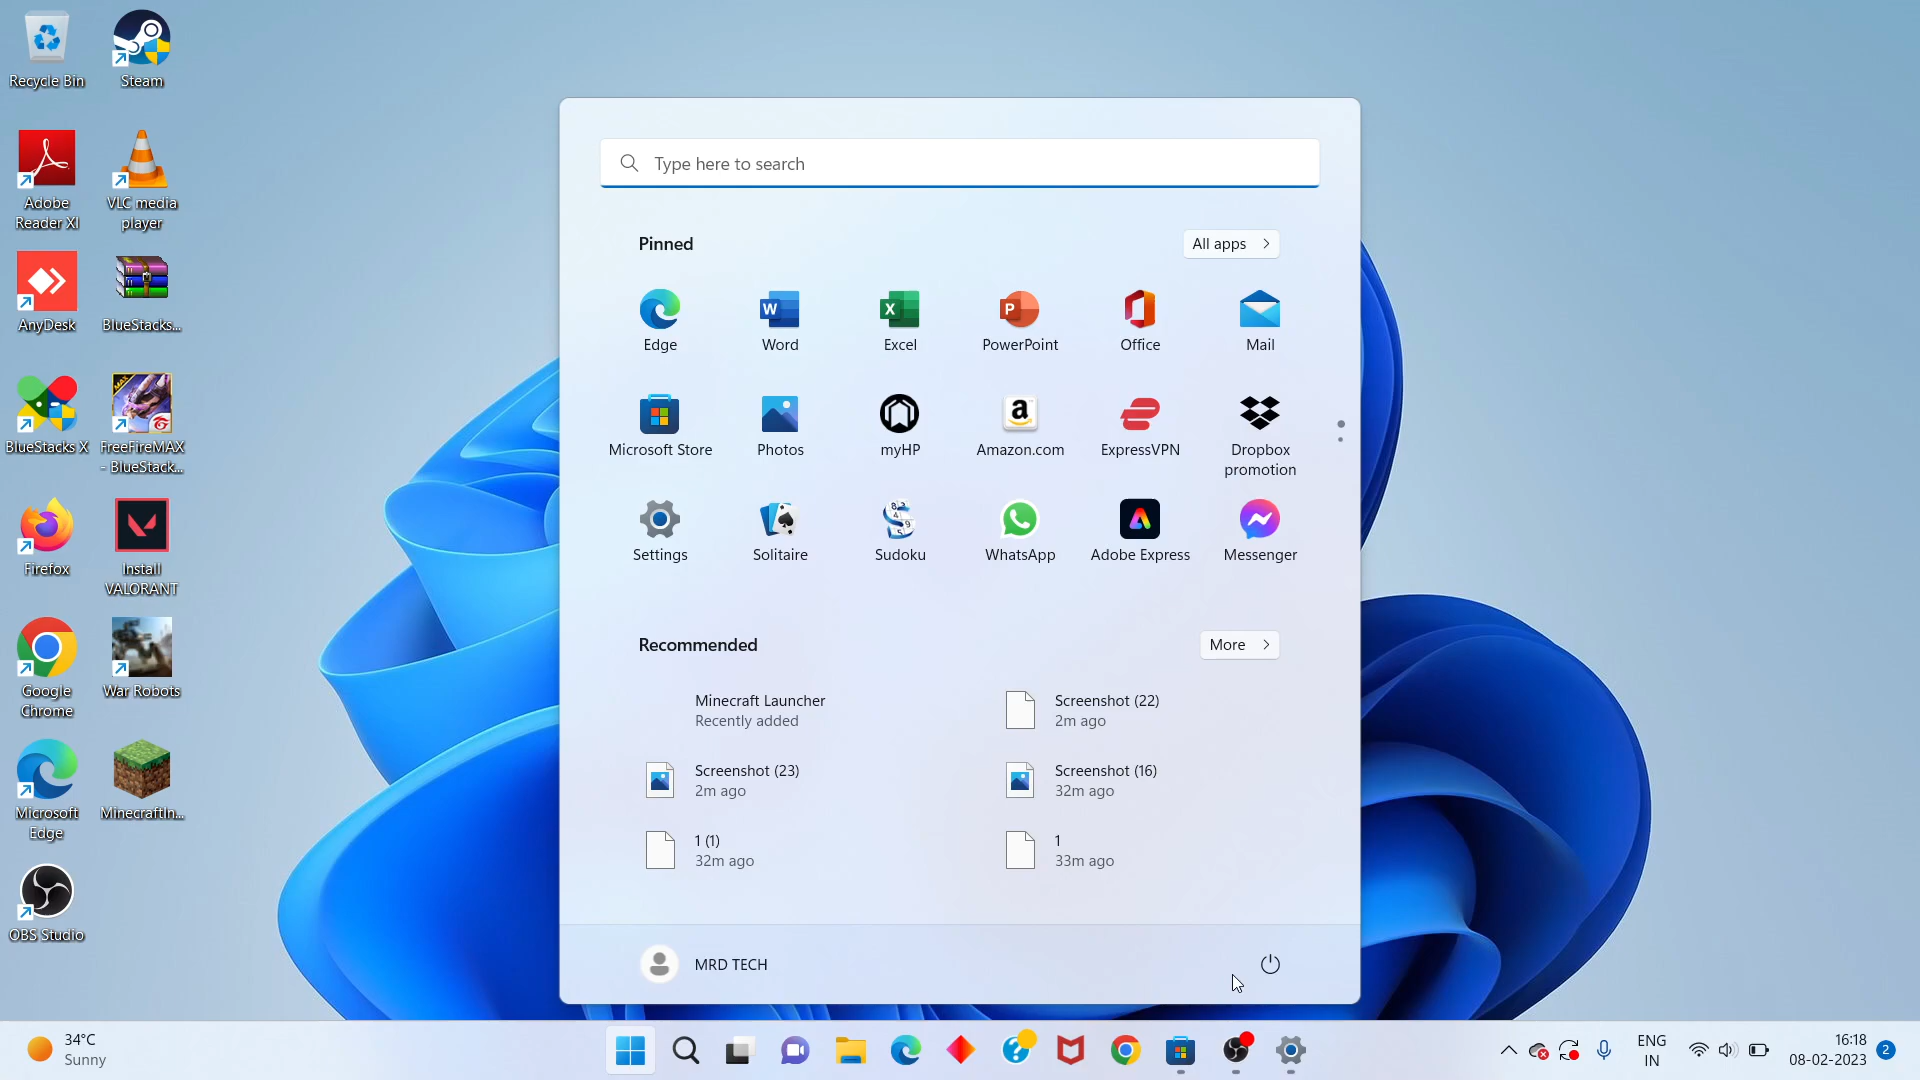 Recycle Bin
Steam
Adobe
Reader XI
VLC media
player
AnyDesk
BlueStacks...
BlueStacks X
MAX
FreeFireMAX
- BlueStack...
Firefox
Install
VALORANT
Google
Chrome
War Robots
Microsoft
Edge
MinecraftIn...
OBS Studio
Type here to search
Pinned
All apps
Edge
W
Word
X
Excel
P
PowerPoint
Office
Mail
Microsoft Store
Photos
myHP
a
Amazon.com
ExpressVPN
Dropbox
promotion
Settings
Solitaire
Sudoku
WhatsApp
Adobe Express
Messenger
Recommended
More
Minecraft Launcher
Recently added
Screenshot (22)
2m ago
Screenshot (23)
2m ago
Screenshot (16)
32m ago
1 (1)
32m ago
1
33m ago
MRD TECH
34°C
Sunny
ENG
IN
16:18
08-02-2023
2